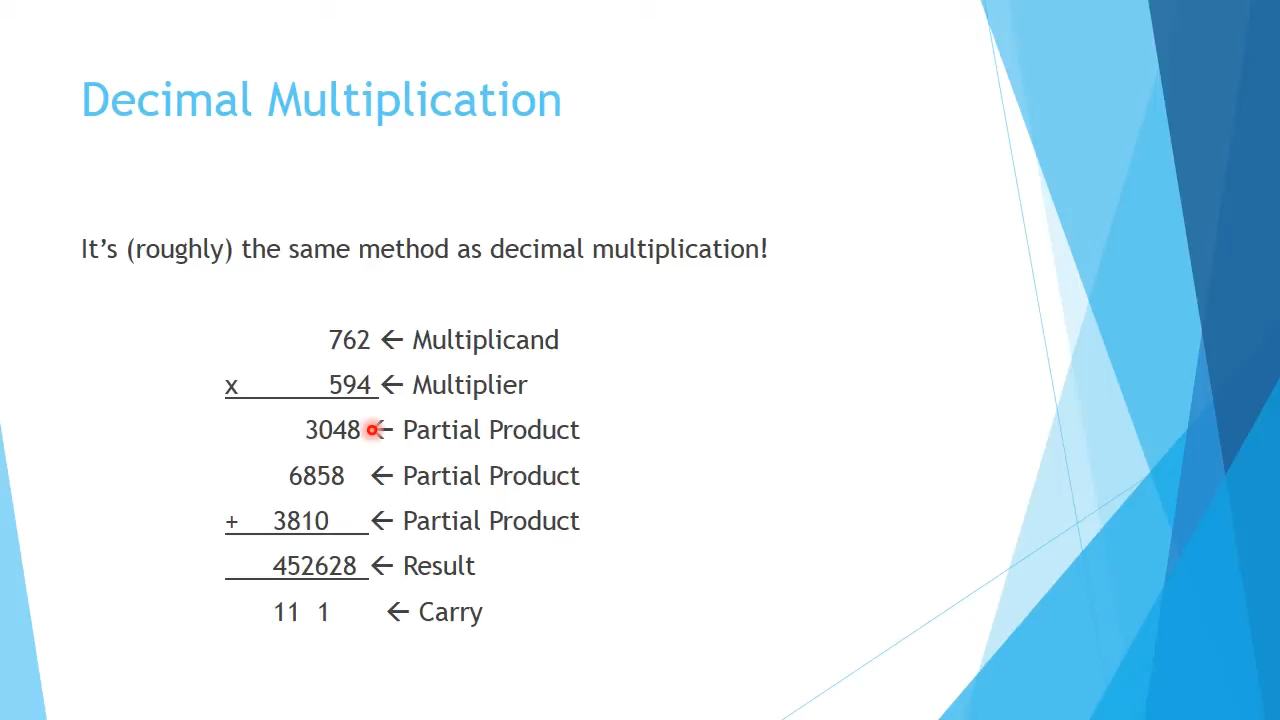 Decimal Multiplication
It's (roughly) the same method as decimal multiplication!
762 ← Multiplicand
x 594 ← Multiplier
3048 ← Partial Product
6858 ← Partial Product
+ 3810 ← Partial Product
452628 ← Result
11 1 ← Carry